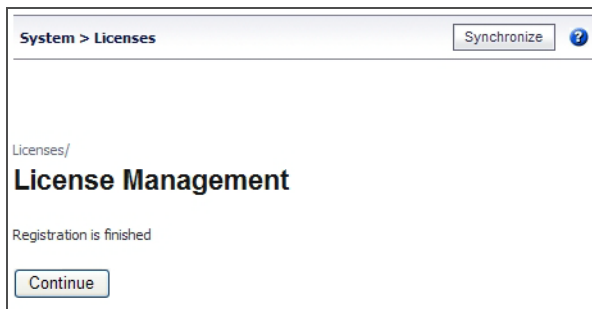 System > Licenses
Synchronize
?
Licenses/
License Management
Registration is finished
Continue